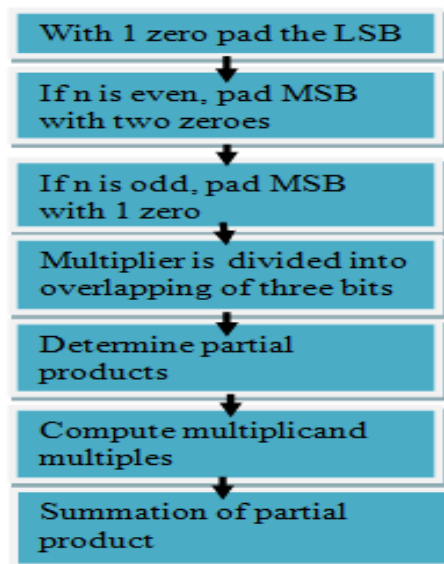 With 1 zero pad the LSB
If n is even, pad MSB
with two zeroes
If n is odd, pad MSB
with 1 zero
Multiplier is divided into
overlapping of three bits
Determine partial
products
Compute multiplicand
multiples
Summation of partial
product